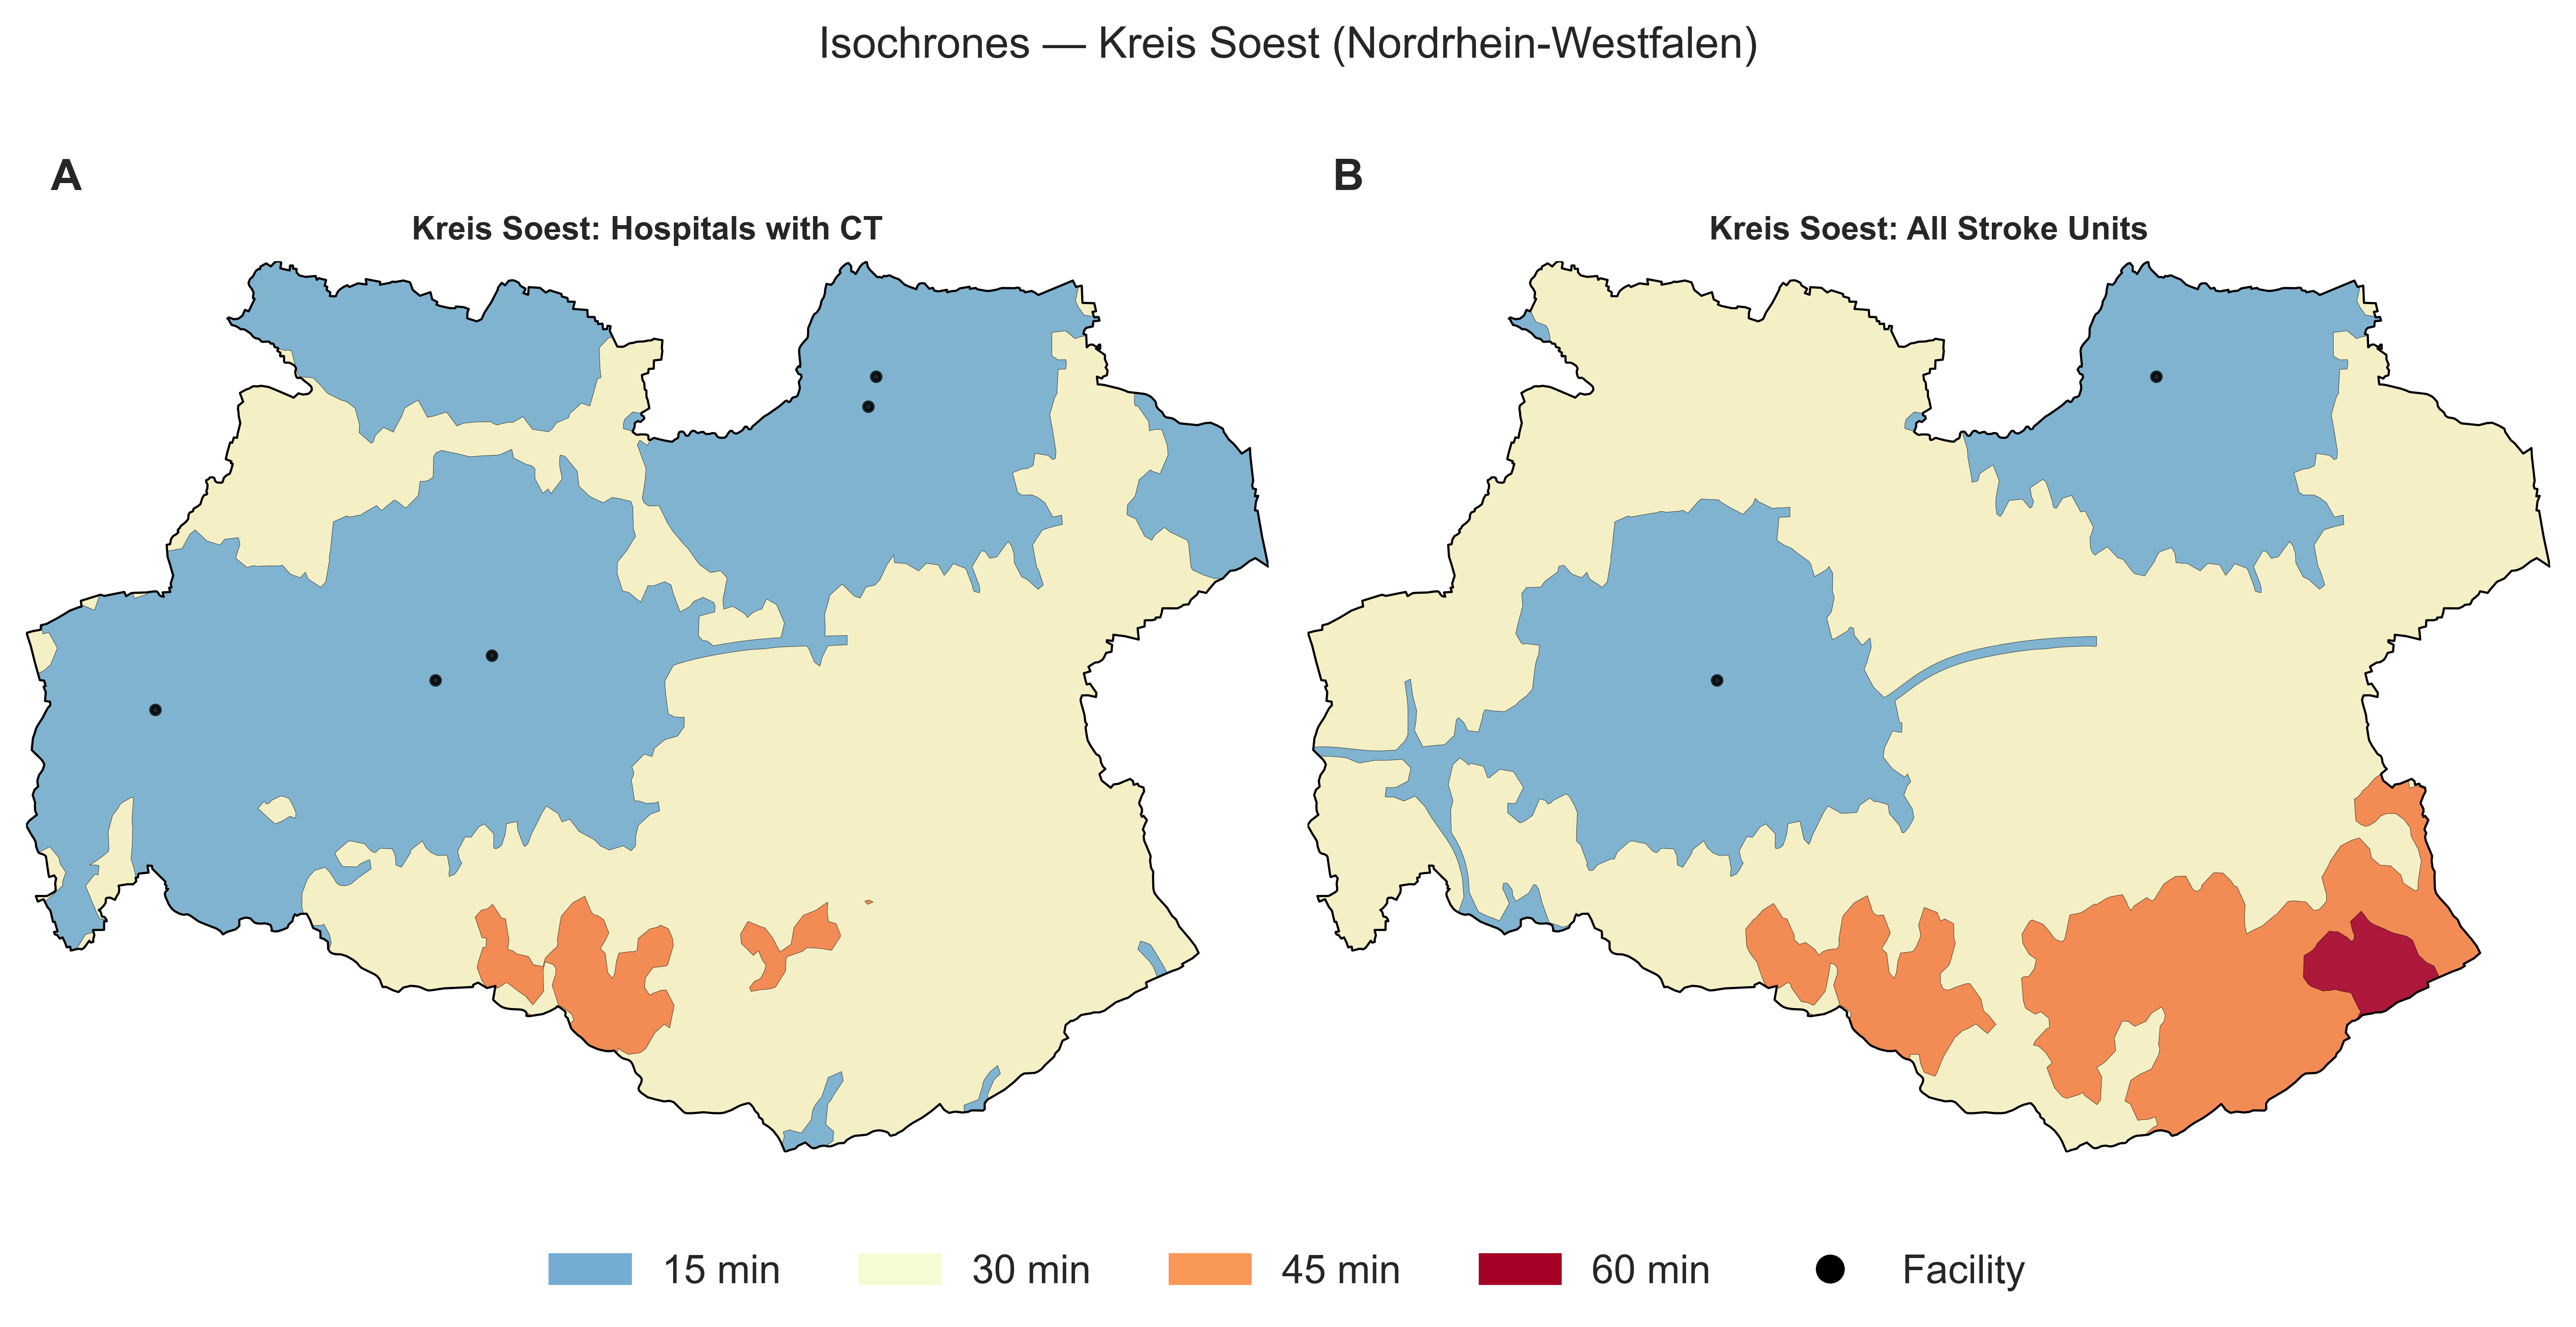 Isochrones — Kreis Soest (Nordrhein-Westfalen)
A
B
Kreis Soest: Hospitals with CT
Kreis Soest: All Stroke Units
15 min
30 min
45 min
60 min
Facility